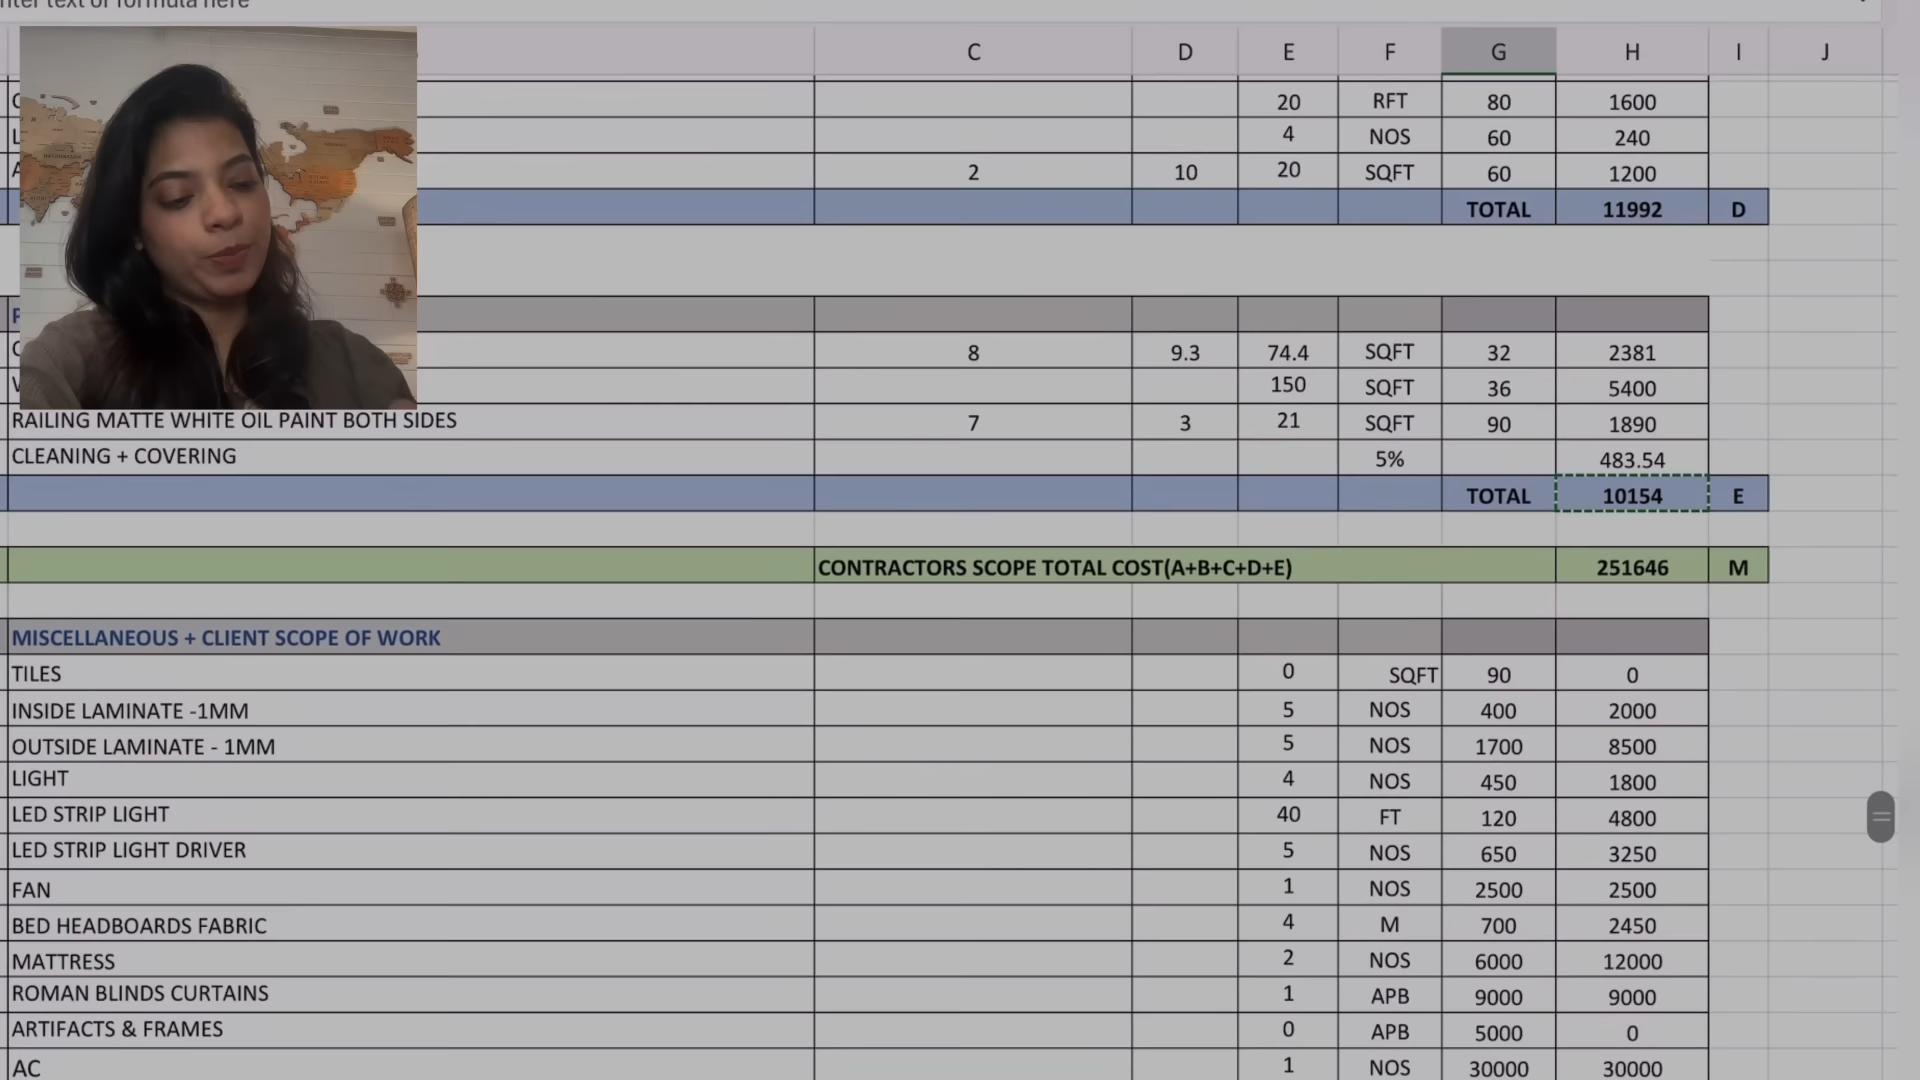 C D E F G H I J
20 RFT 80 1600
4 NOS 60 240
2 10 20 SQFT 60 1200
TOTAL 11992 D
8 9.3 74.4 SQFT 32 2381
150 SQFT 36 5400
RAILING MATTE WHITE OIL PAINT BOTH SIDES 7 3 21 SQFT 90 1890
CLEANING + COVERING 5% 483.54
TOTAL 10154 E
CONTRACTORS SCOPE TOTAL COST(A+B+C+D+E) 251646 M
MISCELLANEOUS + CLIENT SCOPE OF WORK
TILES 0 SQFT 90 0
INSIDE LAMINATE -1MM 5 NOS 400 2000
OUTSIDE LAMINATE - 1MM 5 NOS 1700 8500
LIGHT 4 NOS 450 1800
LED STRIP LIGHT 40 FT 120 4800
LED STRIP LIGHT DRIVER 5 NOS 650 3250
FAN 1 NOS 2500 2500
BED HEADBOARDS FABRIC 4 M 700 2450
MATTRESS 2 NOS 6000 12000
ROMAN BLINDS CURTAINS 1 APB 9000 9000
ARTIFACTS & FRAMES 0 APB 5000 0
AC 1 NOS 30000 30000